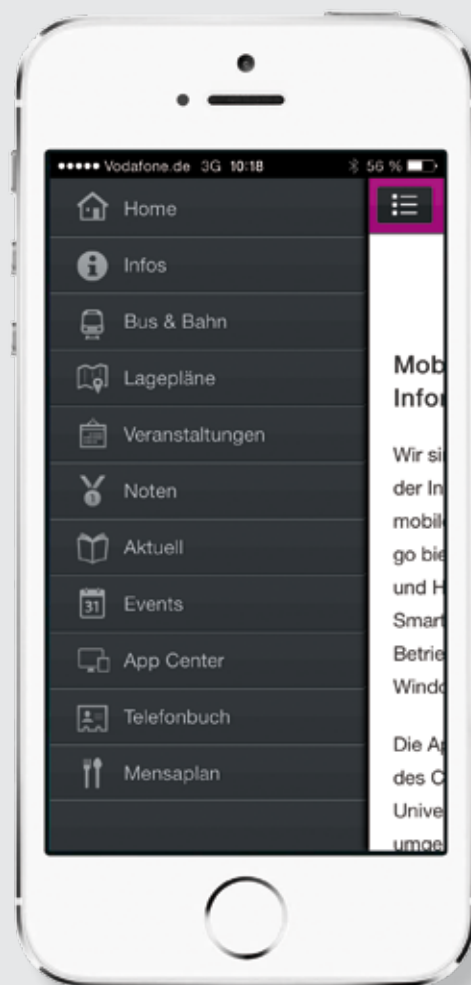 Vodafone.de 3G 10:18 56 %
Home
Infos
Bus & Bahn
Lagepläne
Veranstaltungen
Noten
Aktuell
31
Events
App Center
Telefonbuch
Mensaplan
Mob
Infor
Wir si
der In
mobil
go bie
und H
Smart
Betrie
Windo
Die Ap
des C
Unive
umge